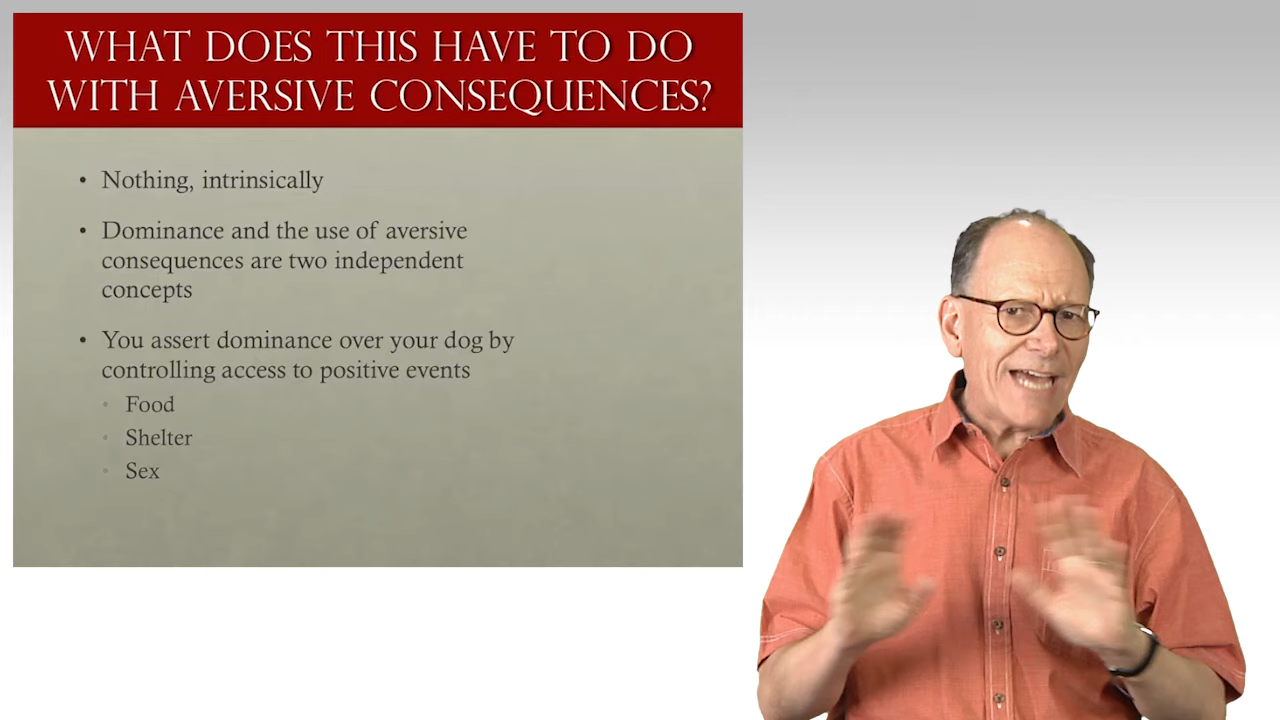 WHAT DOES THIS HAVE TO DO
WITH AVERSIVE CONSEQUENCES?
• Nothing, intrinsically
• Dominance and the use of aversive
consequences are two independent
concepts
• You assert dominance over your dog by
controlling access to positive events
• Food
• Shelter
• Sex